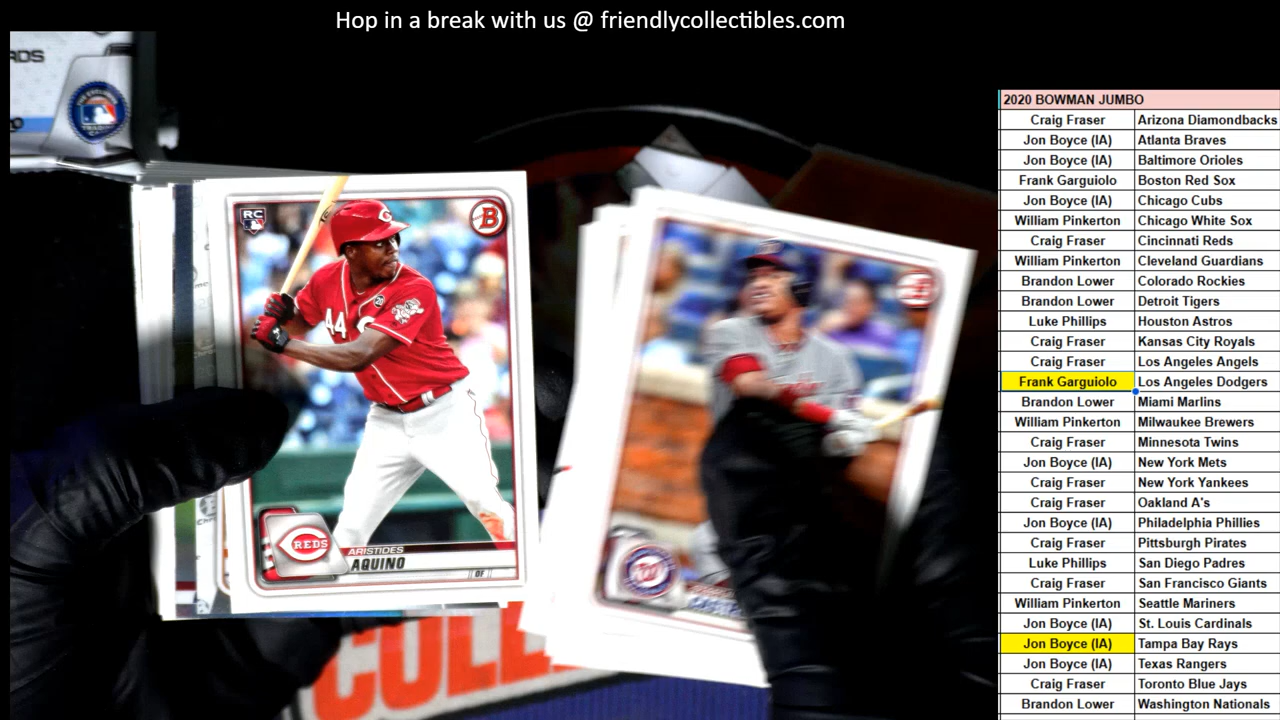 Hop in a break with us @ friendlycollectibles.com
RC
B
44
REDS
ARISTIDES
AQUINO
OF
W
COLL
2020 BOWMAN JUMBO
Craig Fraser Arizona Diamondbacks
Jon Boyce (IA) Atlanta Braves
Jon Boyce (IA) Baltimore Orioles
Frank Garguiolo Boston Red Sox
Jon Boyce (IA) Chicago Cubs
William Pinkerton Chicago White Sox
Craig Fraser Cincinnati Reds
William Pinkerton Cleveland Guardians
Brandon Lower Colorado Rockies
Brandon Lower Detroit Tigers
Luke Phillips Houston Astros
Craig Fraser Kansas City Royals
Craig Fraser Los Angeles Angels
Frank Garguiolo Los Angeles Dodgers
Brandon Lower Miami Marlins
William Pinkerton Milwaukee Brewers
Craig Fraser Minnesota Twins
Jon Boyce (IA) New York Mets
Craig Fraser New York Yankees
Craig Fraser Oakland A's
Jon Boyce (IA) Philadelphia Phillies
Craig Fraser Pittsburgh Pirates
Luke Phillips San Diego Padres
Craig Fraser San Francisco Giants
William Pinkerton Seattle Mariners
Jon Boyce (IA) St. Louis Cardinals
Jon Boyce (IA) Tampa Bay Rays
Jon Boyce (IA) Texas Rangers
Craig Fraser Toronto Blue Jays
Brandon Lower Washington Nationals